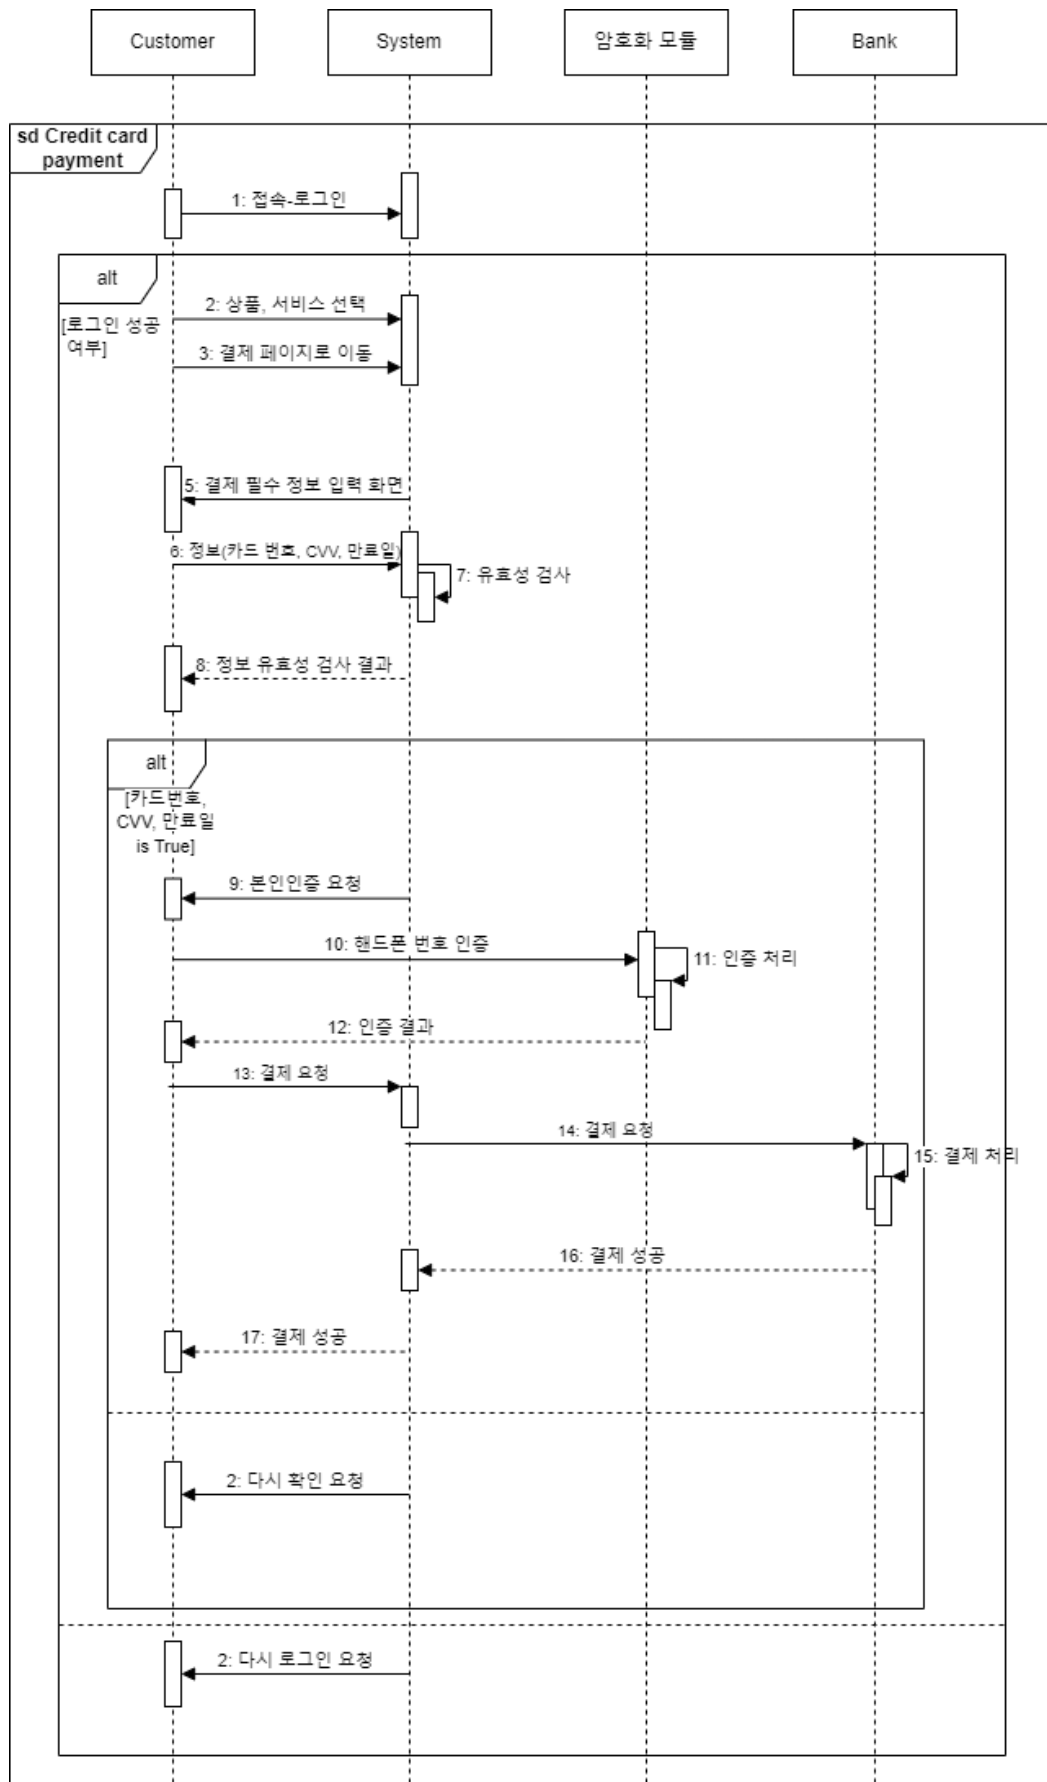 Customer
System
암호화 모듈
Bank
sd Credit card
payment
1: 접속-로그인
alt
[로그인 성공
여부]
2: 상품, 서비스 선택
3: 결제 페이지로 이동
5: 결제 필수 정보 입력 화면
6: 정보(카드 번호, CVV, 만료일)
7: 유효성 검사
8: 정보 유효성 검사 결과
alt
[카드번호,
CVV, 만료일
is True]
9: 본인인증 요청
10: 핸드폰 번호 인증
11: 인증 처리
12: 인증 결과
13: 결제 요청
14: 결제 요청
15: 결제 처리
16: 결제 성공
17: 결제 성공
2: 다시 확인 요청
2: 다시 로그인 요청